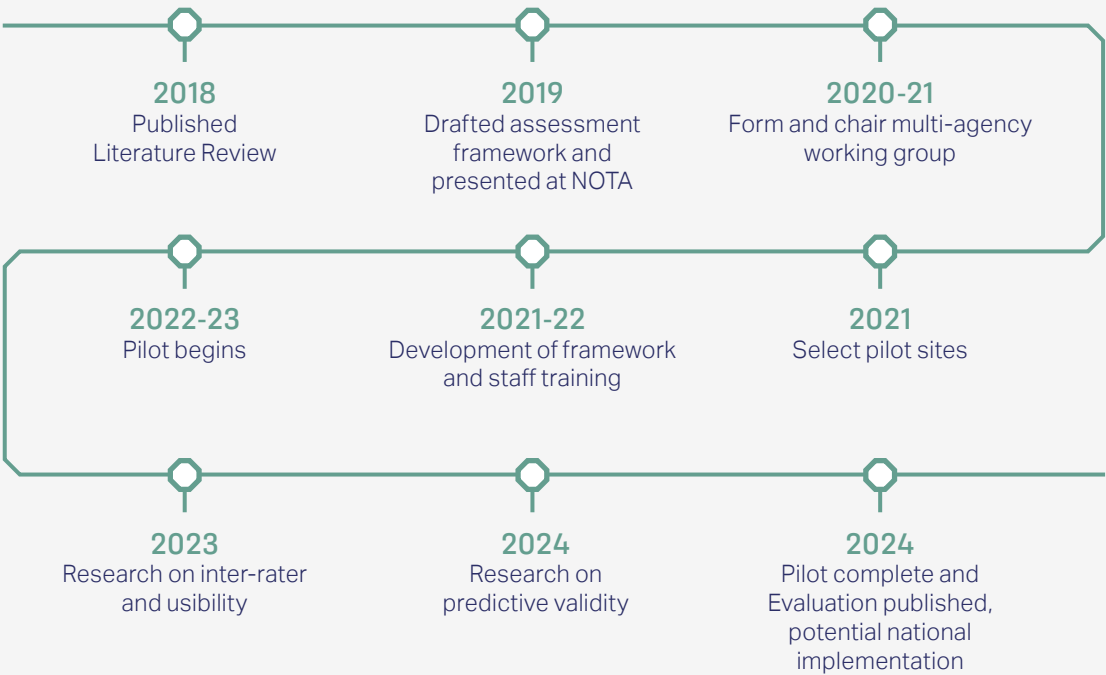 2018
Published
Literature Review
2019
Drafted assessment
framework and
presented at NOTA
2020-21
Form and chair multi-agency
working group
2021
Select pilot sites
2021-22
Development of framework
and staff training
2022-23
Pilot begins
2023
Research on inter-rater
and usibility
2024
Research on
predictive validity
2024
Pilot complete and
Evaluation published,
potential national
implementation